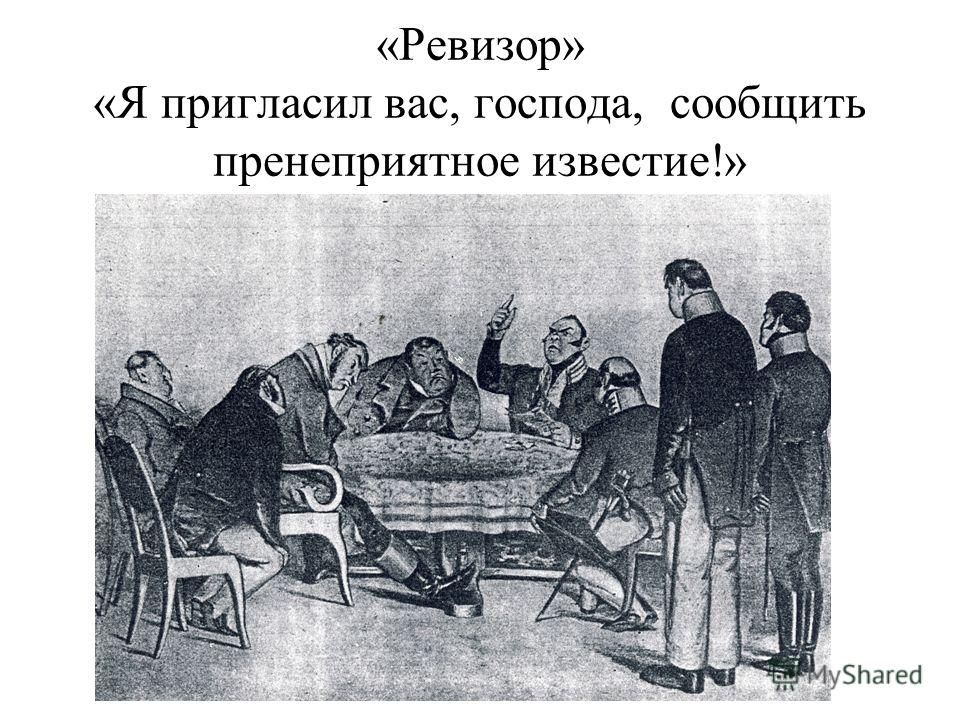 «Ревизор»
«Я пригласил вас, господа, сообщить
пренеприятное известие!»
MyShared